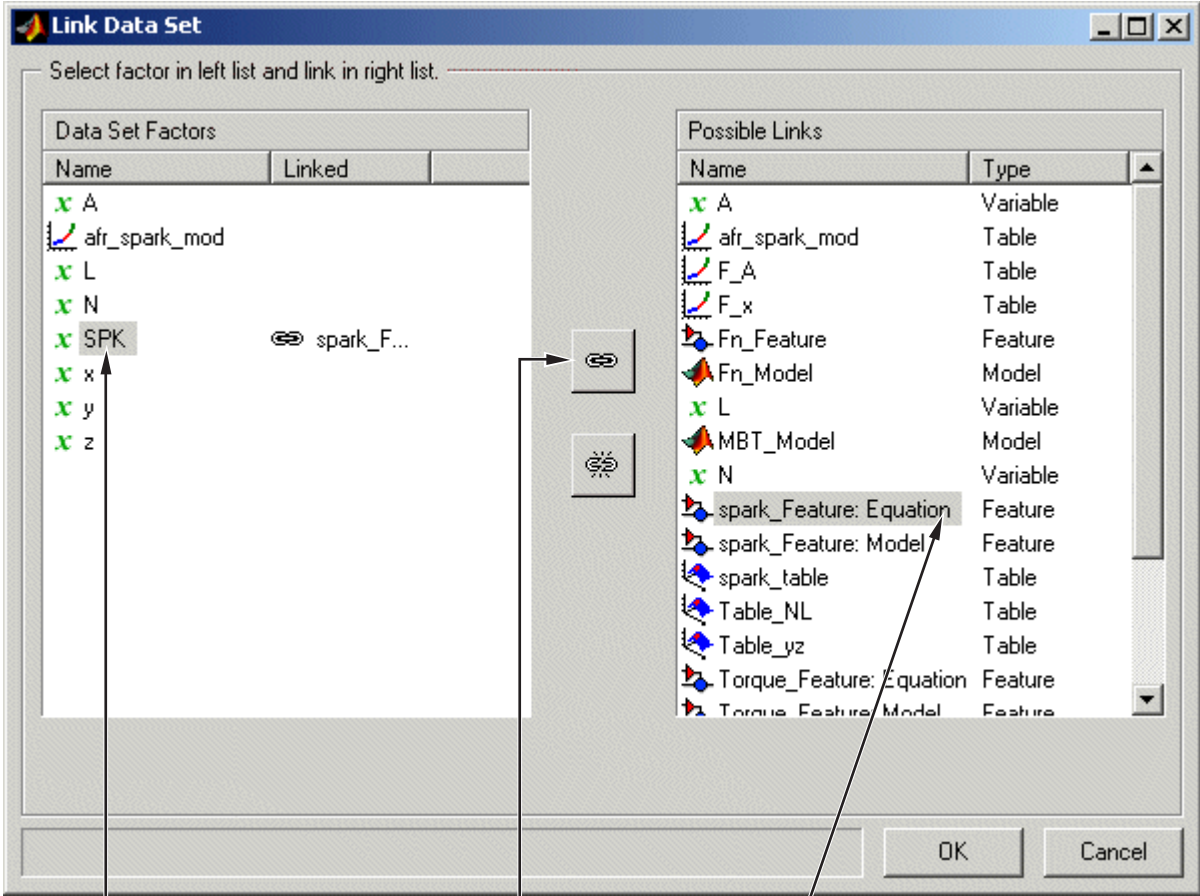 Link Data Set
Select factor in left list and link in right list.
Data Set Factors
Name Linked
x A
afr_spark_mod
x L
x N
x SPK spark_F...
x x
x y
x z
Possible Links
Name Type
x A Variable
afr_spark_mod Table
F_A Table
F_x Table
Fn_Feature Feature
Fn_Model Model
x L Variable
MBT_Model Model
x N Variable
spark_Feature: Equation Feature
spark_Feature: Model Feature
spark_table Table
Table_NL Table
Table_yz Table
Torque_Feature: Equation Feature
Torque_Feature: Model Feature
OK Cancel